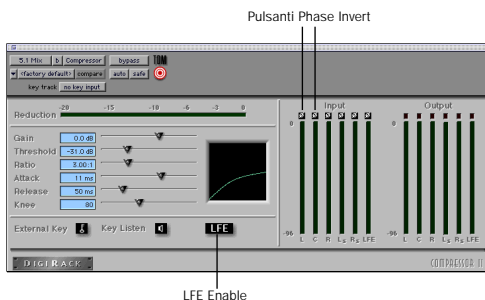 Pulsanti Phase Invert
5.1 Mix b Compressor bypass TDM
<factory default> compare auto safe
key track no key input
-20 -15 -10 -6 -3 0
Reduction
Input Output
0 0
Gain 0.0 dB
Threshold -31.0 dB
Ratio 3.00:1
Attack 11 ms
Release 50 ms
Knee 80
-96 -96
L C R Ls Rs LFE L C R Ls Rs LFE
External Key Key Listen LFE
DIGIRACK COMPRESSOR II
LFE Enable